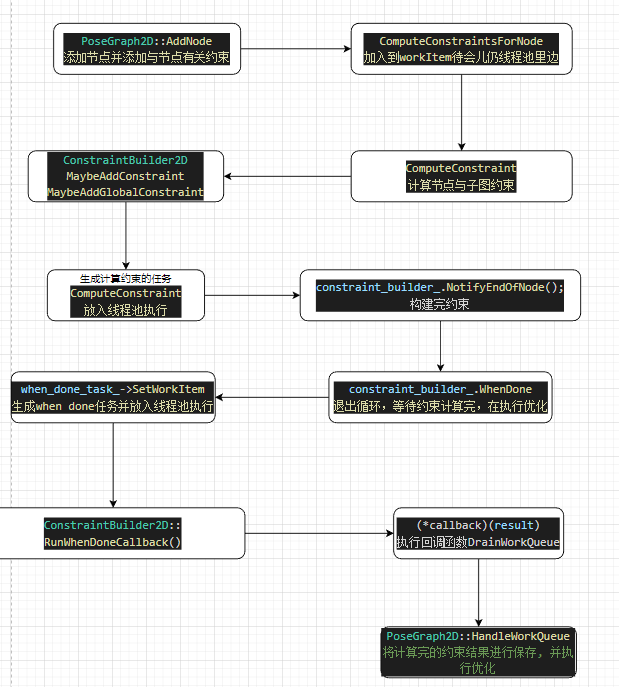 PoseGraph2D::AddNode
添加节点并添加与节点有关约束
ComputeConstraintsForNode
加入到workItem待会儿仍线程池里边
ComputeConstraint
计算节点与子图约束
ConstraintBuilder2D
MaybeAddConstraint
MaybeAddGlobalConstraint
生成计算约束的任务
ComputeConstraint
放入线程池执行
constraint_builder_.NotifyEndOfNode();
构建完约束
constraint_builder_.WhenDone
退出循环，等待约束计算完，在执行优化
when_done_task_->SetWorkItem
生成when done任务并放入线程池执行
ConstraintBuilder2D::
RunWhenDoneCallback()
(*callback)(result)
执行回调函数DrainWorkQueue
PoseGraph2D::HandleWorkQueue
将计算完的约束结果进行保存, 并执
行优化